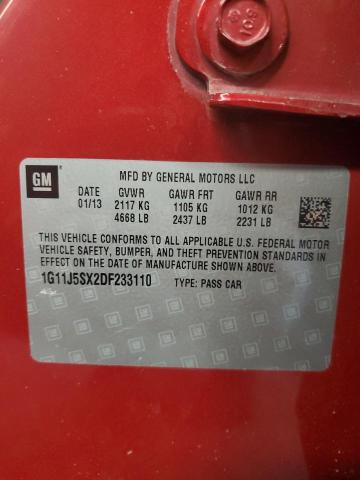 108
GM
MFD BY GENERAL MOTORS LLC
DATE GVWR GAWR FRT GAWR RR
01/13 2117 KG 1105 KG 1012 KG
4668 LB 2437 LB 2231 LB
THIS VEHICLE CONFORMS TO ALL APPLICABLE U.S. FEDERAL MOTOR
VEHICLE SAFETY, BUMPER, AND THEFT PREVENTION STANDARDS
IN EFFECT ON THE DATE OF MANUFACTURE SHOWN ABOVE.
1G11J5SX2DF233110 TYPE: PASS CAR